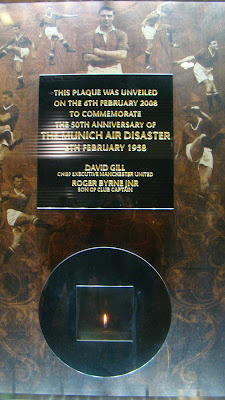 THIS PLAQUE WAS UNVEILED
ON THE 6TH FEBRUARY 2008
TO COMMEMORATE
THE 50TH ANNIVERSARY OF
THE MUNICH AIR DISASTER
6TH FEBRUARY 1958
DAVID GILL
CHIEF EXECUTIVE MANCHESTER UNITED
ROGER BYRNE JNR
SON OF CLUB CAPTAIN